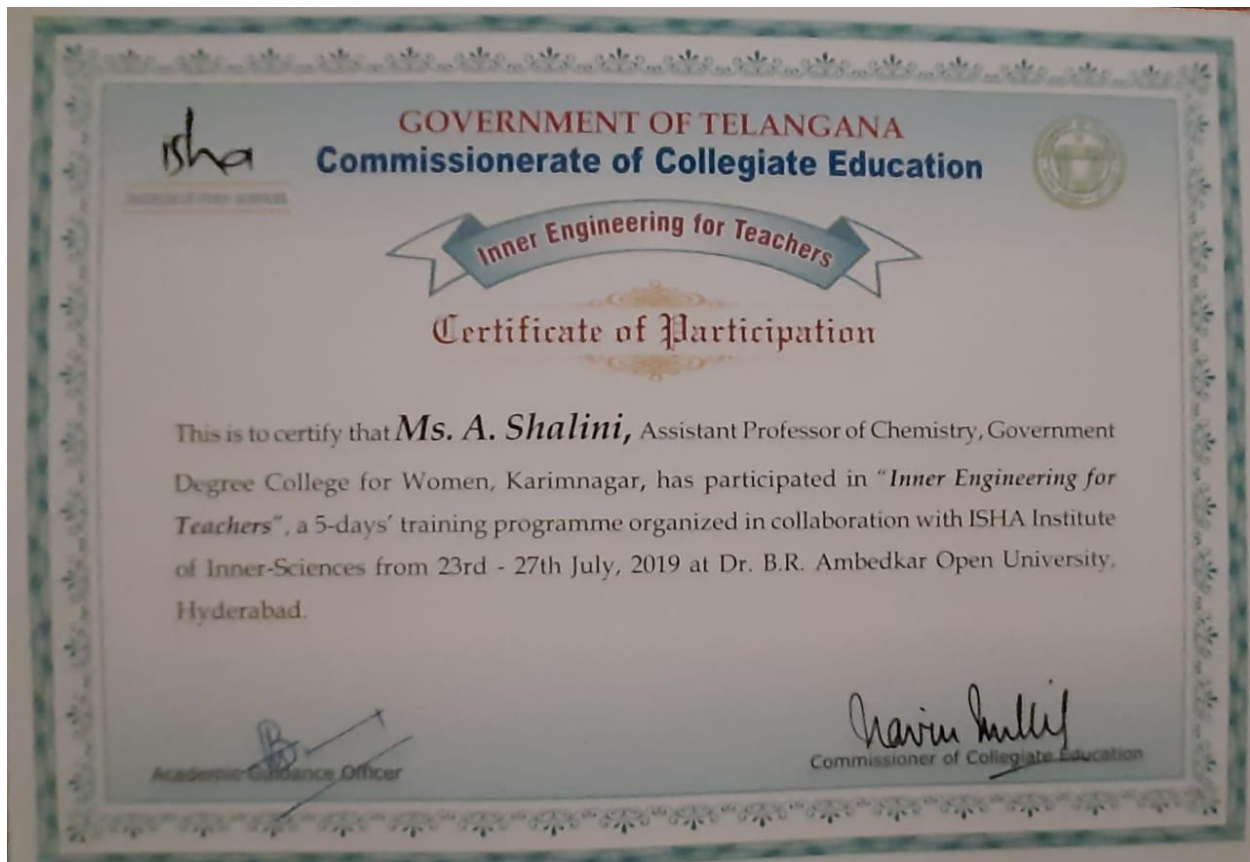 isha
GOVERNMENT OF TELANGANA
Commissionerate of Collegiate Education
Inner Engineering for Teachers
Certificate of Participation
This is to certify that Ms. A. Shalini, Assistant Professor of Chemistry, Government
Degree College for Women, Karimnagar, has participated in "Inner Engineering for
Teachers", a 5-days' training programme organized in collaboration with ISHA Institute
of Inner-Sciences from 23rd - 27th July, 2019 at Dr. B.R. Ambedkar Open University,
Hyderabad.
Academic Guidance Officer
Commissioner of Collegiate Education